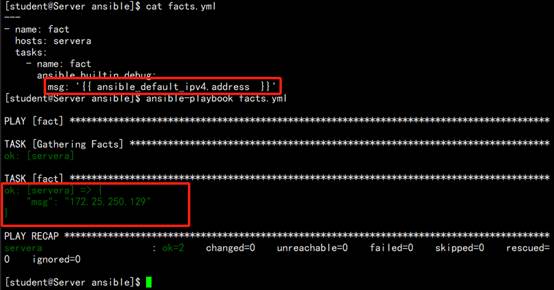 [student@Server ansible]$ cat facts.yml
---
- name: fact
  hosts: servera
  tasks:
    - name: fact
      ansible.builtin.debug:
        msg: '{{ ansible_default_ipv4.address  }}'
[student@Server ansible]$ ansible-playbook facts.yml
PLAY [fact] *********************************************************************
TASK [Gathering Facts] **********************************************************
ok: [servera]
TASK [fact] *********************************************************************
ok: [servera] => {
    "msg": "172.25.250.129"
}
PLAY RECAP **********************************************************************
servera                    : ok=2    changed=0    unreachable=0    failed=0    skipped=0    rescued=
0    ignored=0
[student@Server ansible]$